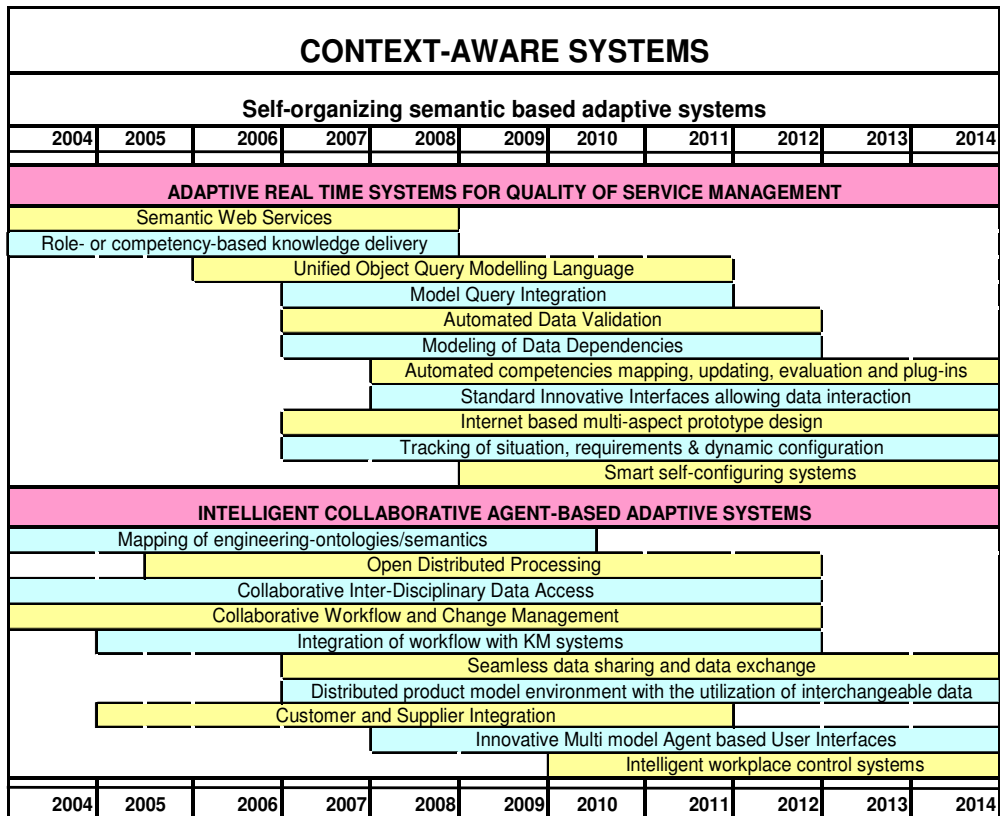 CONTEXT-AWARE SYSTEMS
Self-organizing semantic based adaptive systems
2004 2005 2006 2007 2008 2009 2010 2011 2012 2013 2014
ADAPTIVE REAL TIME SYSTEMS FOR QUALITY OF SERVICE MANAGEMENT
Semantic Web Services
Role- or competency-based knowledge delivery
Unified Object Query Modelling Language
Model Query Integration
Automated Data Validation
Modeling of Data Dependencies
Automated competencies mapping, updating, evaluation and plug-ins
Standard Innovative Interfaces allowing data interaction
Internet based multi-aspect prototype design
Tracking of situation, requirements & dynamic configuration
Smart self-configuring systems
INTELLIGENT COLLABORATIVE AGENT-BASED ADAPTIVE SYSTEMS
Mapping of engineering-ontologies/semantics
Open Distributed Processing
Collaborative Inter-Disciplinary Data Access
Collaborative Workflow and Change Management
Integration of workflow with KM systems
Seamless data sharing and data exchange
Distributed product model environment with the utilization of interchangeable data
Customer and Supplier Integration
Innovative Multi model Agent based User Interfaces
Intelligent workplace control systems
2004 2005 2006 2007 2008 2009 2010 2011 2012 2013 2014